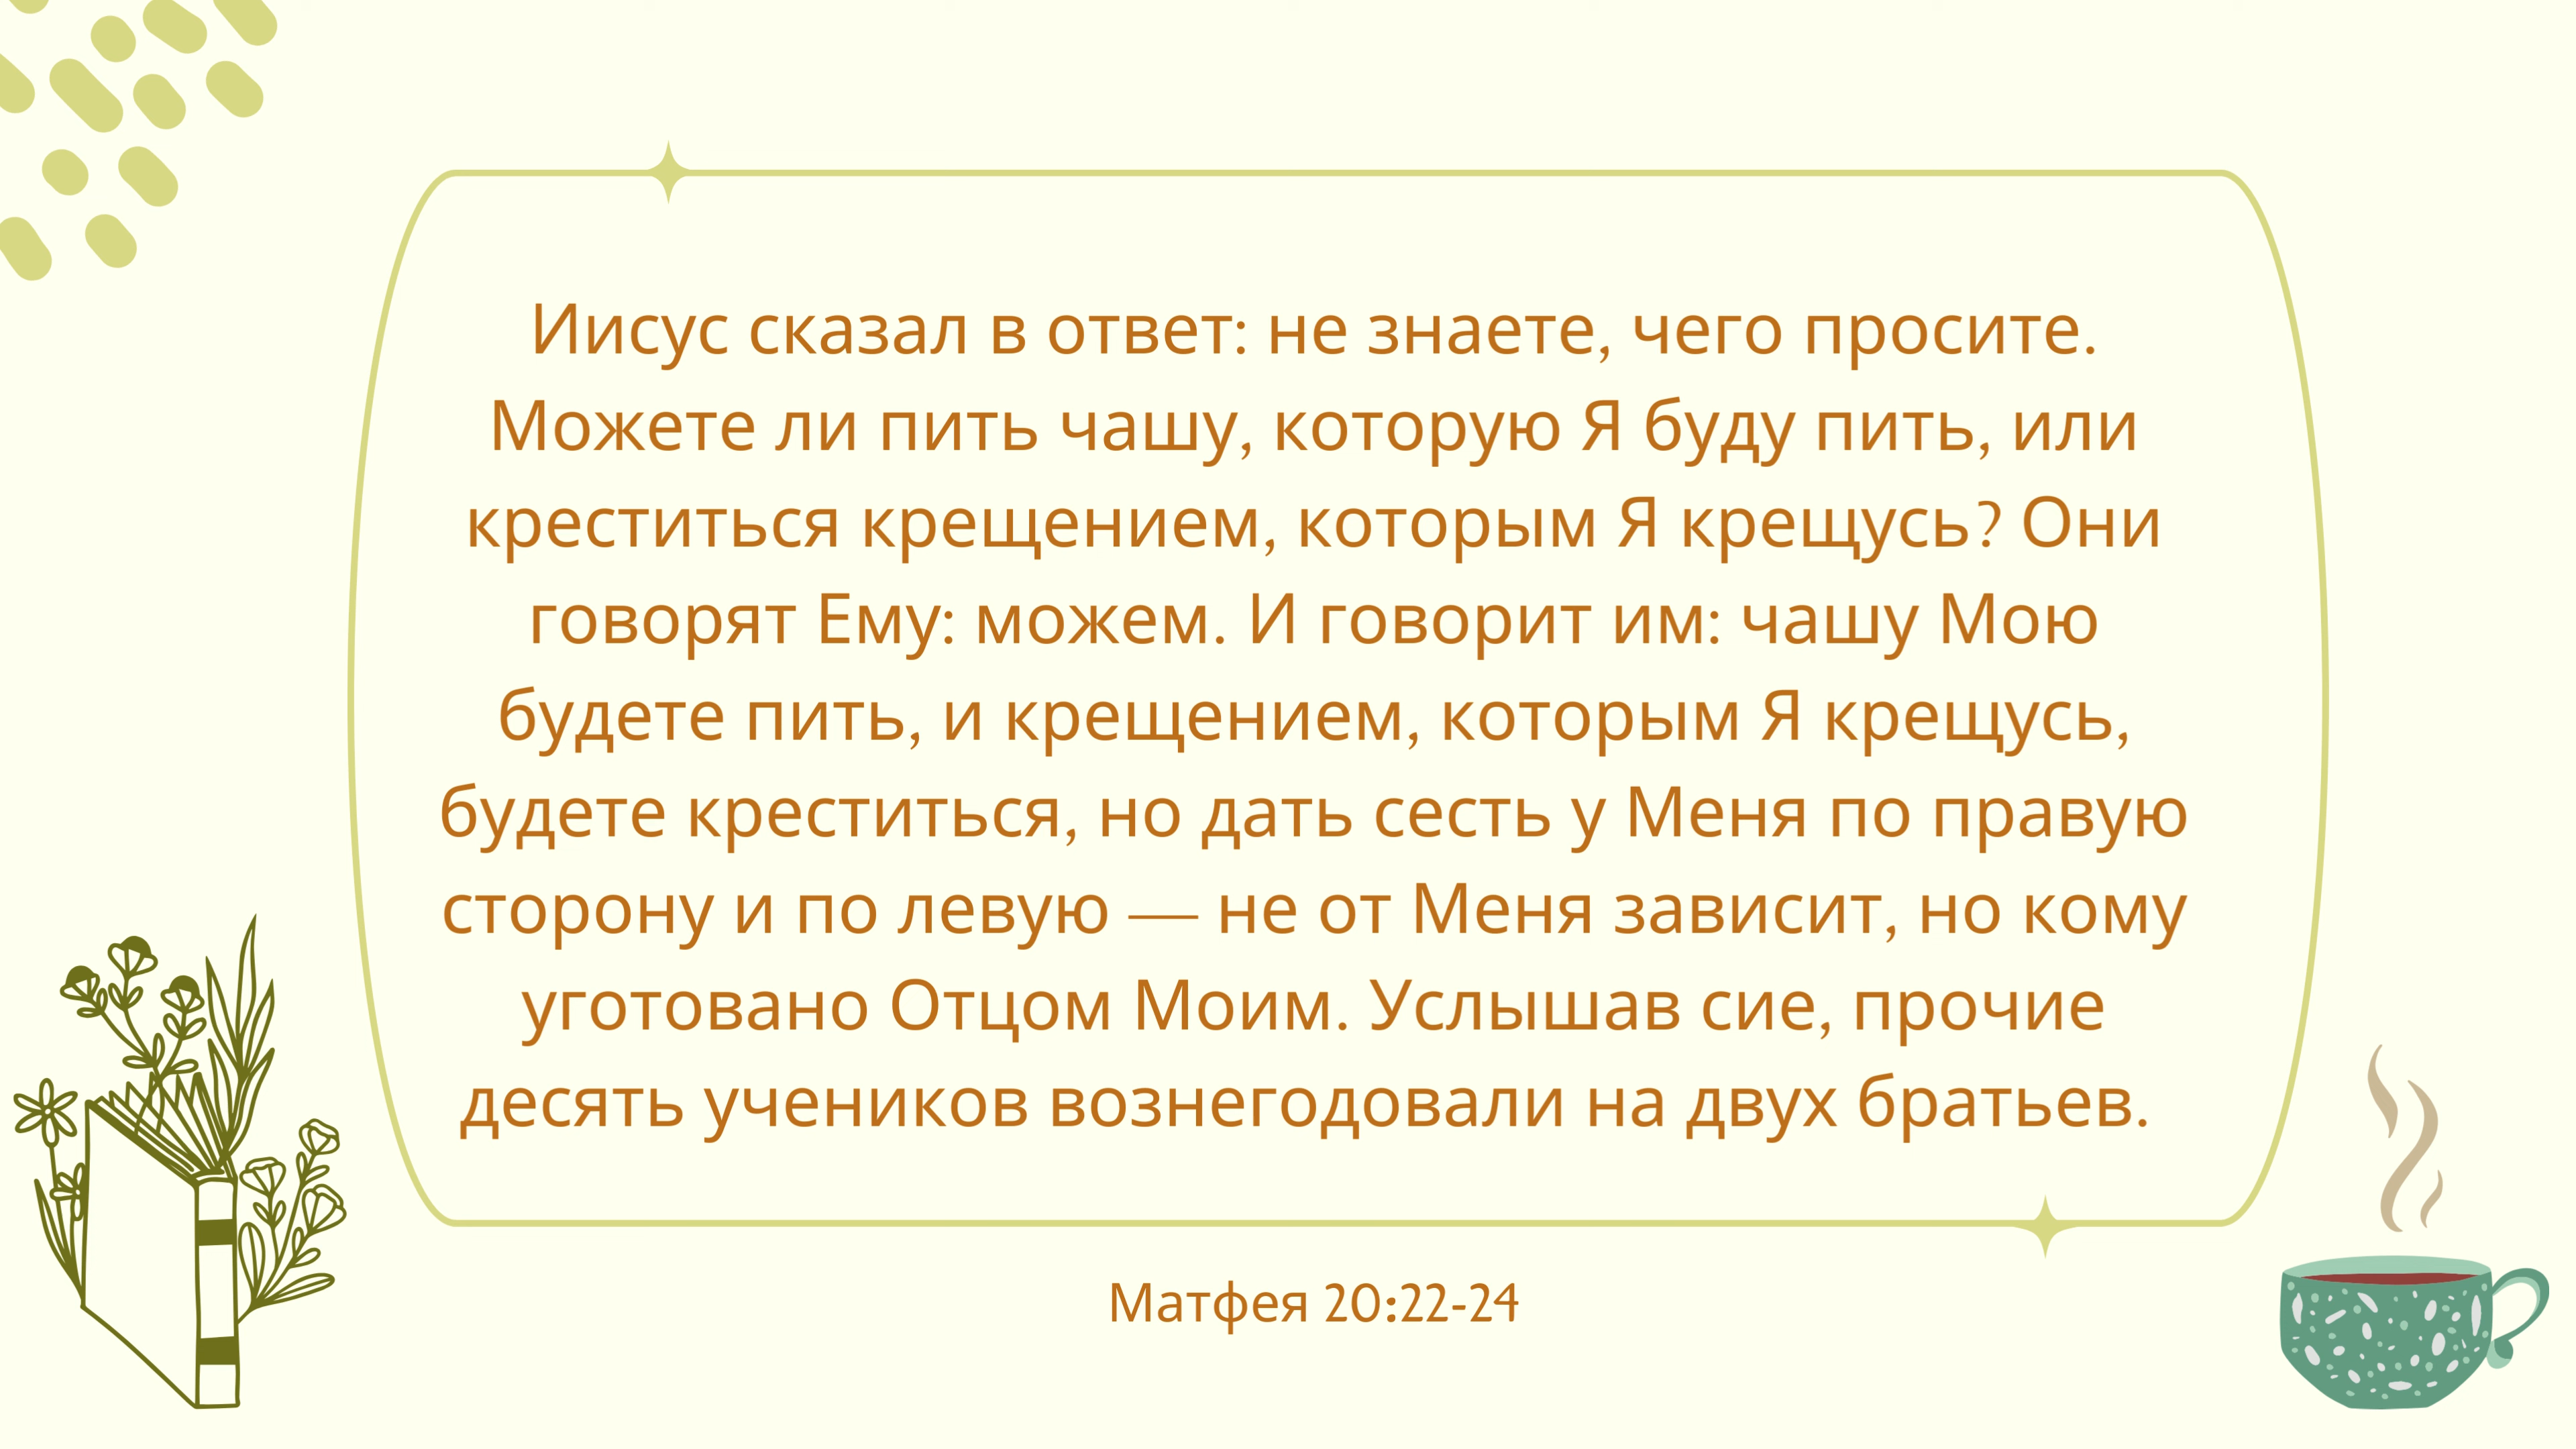 Иисус сказал в ответ: не знаете, чего просите.
Можете ли пить чашу, которую Я буду пить, или
креститься крещением, которым Я крещусь? Они
говорят Ему: можем. И говорит им: чашу Мою
будете пить, и крещением, которым Я крещусь,
будете креститься, но дать сесть у Меня по правую
сторону и по левую — не от Меня зависит, но кому
уготовано Отцом Моим. Услышав сие, прочие
десять учеников вознегодовали на двух братьев.
Матфея 20:22-24